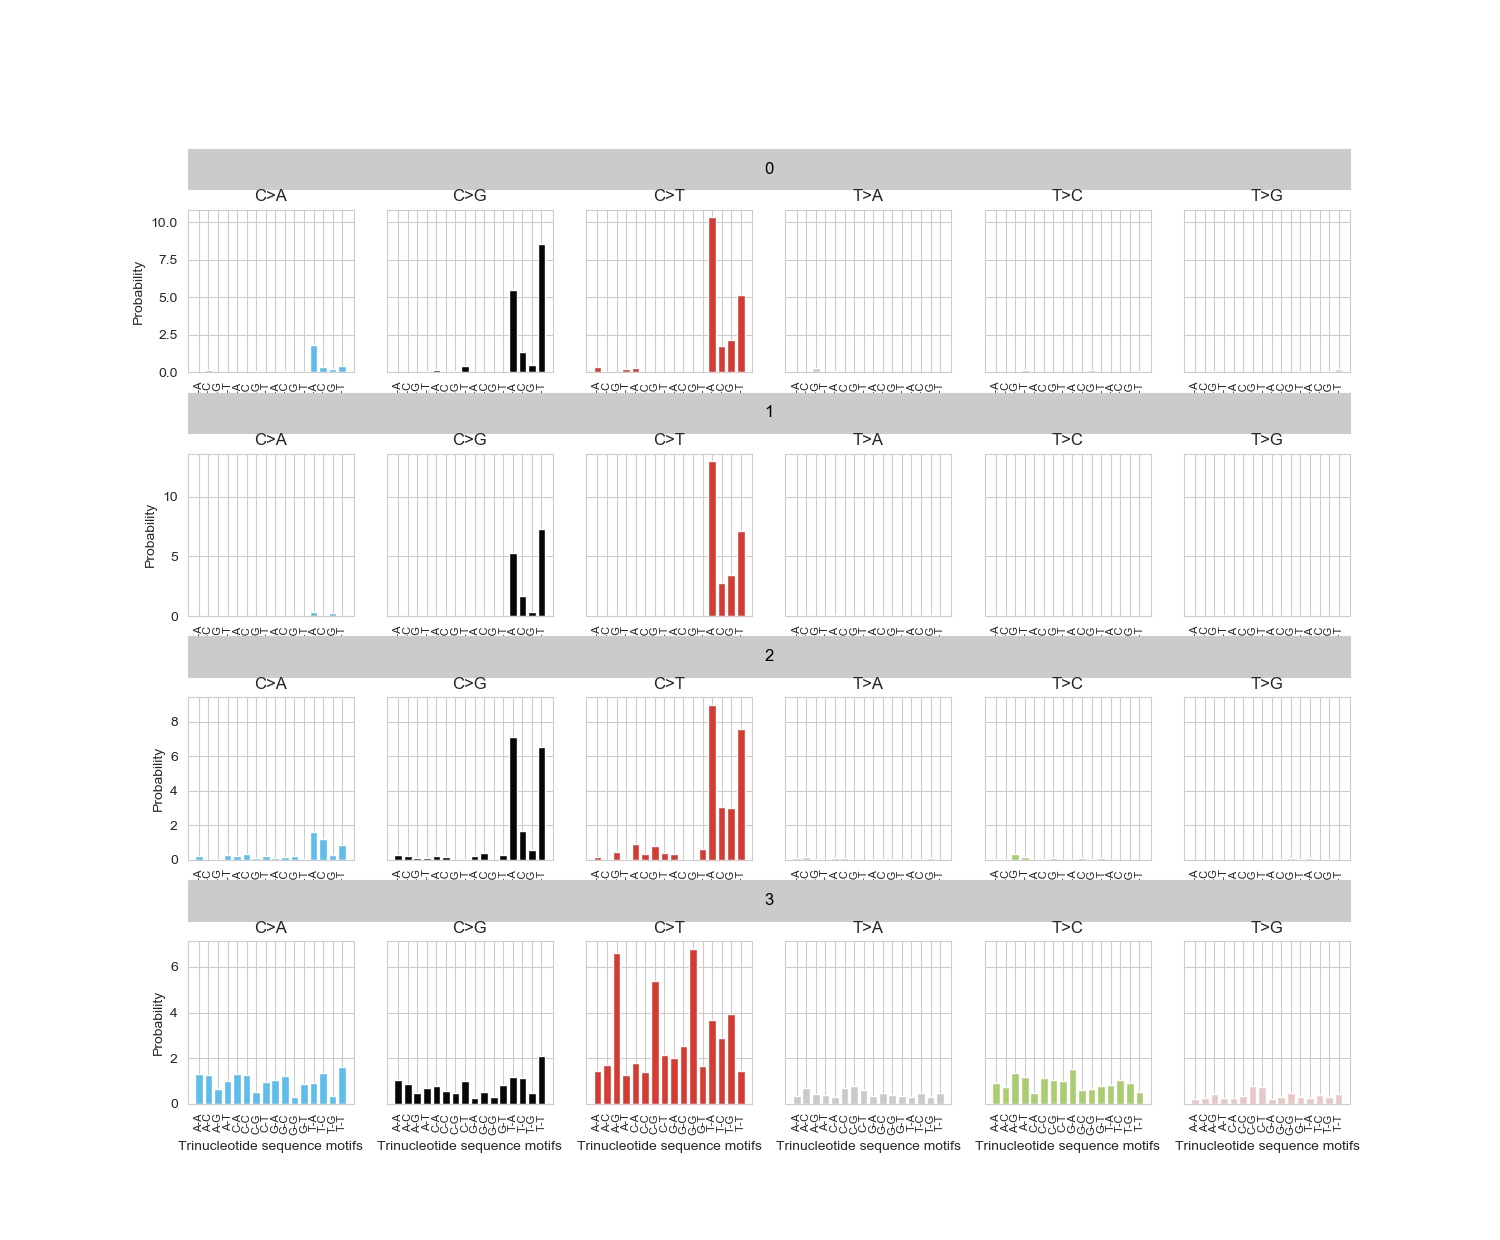 0
C>A C>G C>T T>A T>C T>G
10.0
7.5
5.0
2.5
0.0
Probability
1
C>A C>G C>T T>A T>C T>G
10
5
0
Probability
2
C>A C>G C>T T>A T>C T>G
8
6
4
2
0
Probability
3
C>A C>G C>T T>A T>C T>G
6
4
2
0
Probability
A-A A-C A-G A-T C-A C-C C-G C-T G-A G-C G-G G-T T-A T-C T-G T-T
A-A A-C A-G A-T C-A C-C C-G C-T G-A G-C G-G G-T T-A T-C T-G T-T
A-A A-C A-G A-T C-A C-C C-G C-T G-A G-C G-G G-T T-A T-C T-G T-T
A-A A-C A-G A-T C-A C-C C-G C-T G-A G-C G-G G-T T-A T-C T-G T-T
A-A A-C A-G A-T C-A C-C C-G C-T G-A G-C G-G G-T T-A T-C T-G T-T
A-A A-C A-G A-T C-A C-C C-G C-T G-A G-C G-G G-T T-A T-C T-G T-T
Trinucleotide sequence motifs Trinucleotide sequence motifs Trinucleotide sequence motifs Trinucleotide sequence motifs Trinucleotide sequence motifs Trinucleotide sequence motifs